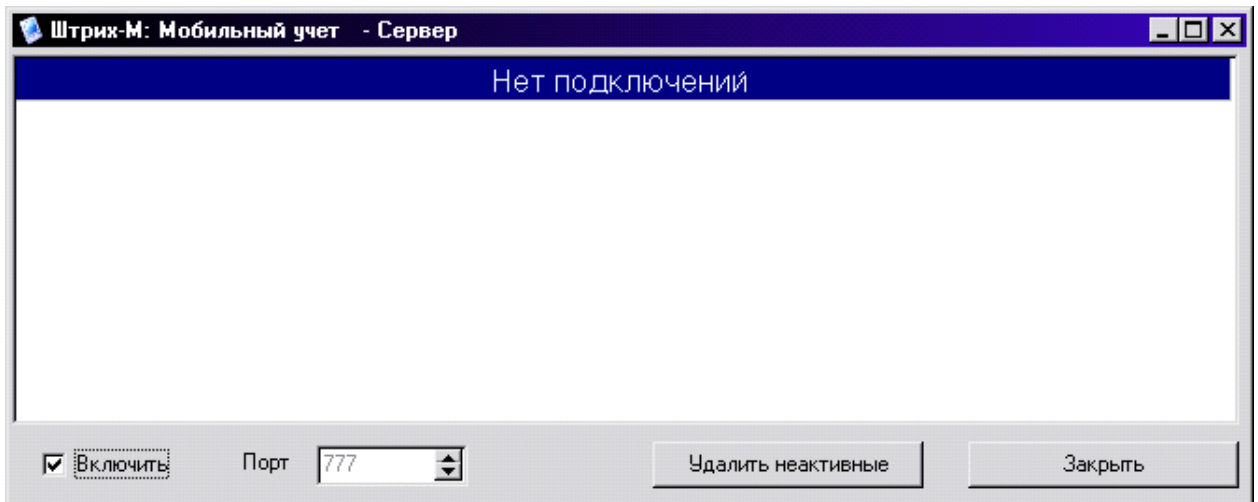 Штрих-М: Мобильный учет - Сервер
Нет подключений
Включить Порт 777 Удалить неактивные Закрыть